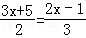 3x+5/2 = 2x − 1/3